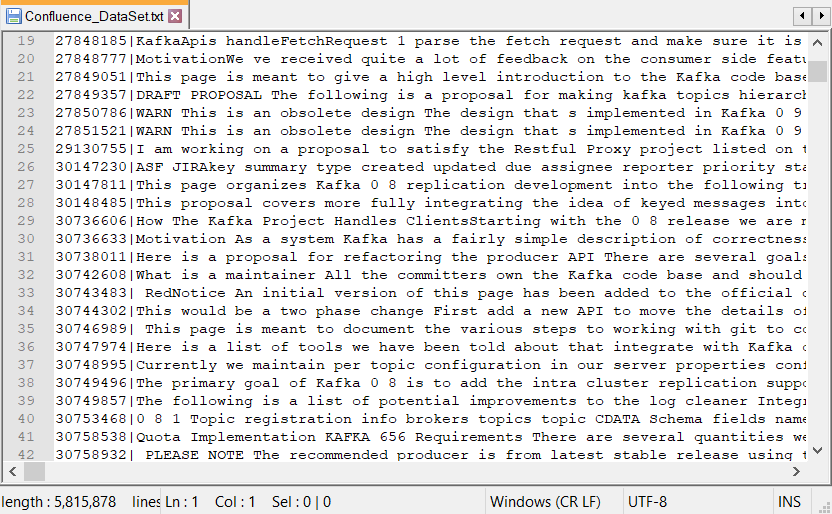 Confluence_DataSet.txt
19 27848185|KafkaApis handleFetchRequest 1 parse the fetch request and make sure it is
20 27848777|MotivationWe ve received quite a lot of feedback on the consumer side featu
21 27849051|This page is meant to give a high level introduction to the Kafka code base
22 27849357|DRAFT PROPOSAL The following is a proposal for making kafka topics hierarch
23 27850786|WARN This is an obsolete design The design that s implemented in Kafka 0 9
24 27851521|WARN This is an obsolete design The design that s implemented in Kafka 0 9
25 29130755|I am working on a proposal to satisfy the Restful Proxy project listed on t
26 30147230|ASF JIRAkey summary type created updated due assignee reporter priority sta
27 30147811|This page organizes Kafka 0 8 replication development into the following tr
28 30148485|This proposal covers more fully integrating the idea of keyed messages into
29 30736606|How The Kafka Project Handles ClientsStarting with the 0 8 release we are m
30 30736633|Motivation As a system Kafka has a fairly simple description of correctness
31 30738011|Here is a proposal for refactoring the producer API There are several goals
32 30742608|What is a maintainer All the committers own the Kafka code base and should
33 30743483| RedNotice An initial version of this page has been added to the official c
34 30744302|This would be a two phase change First add a new API to move the details of
35 30746989| This page is meant to document the various steps to working with git to co
36 30747974|Here is a list of tools we have been told about that integrate with Kafka o
37 30748995|Currently we maintain per topic configuration in our server properties conf
38 30749496|The primary goal of Kafka 0 8 is to add the intra cluster replication suppo
39 30749857|The following is a list of potential improvements to the log cleaner Integr
40 30753468|0 8 1 Topic registration info brokers topics topic CDATA Schema fields name
41 30758538|Quota Implementation KAFKA 656 Requirements There are several quantities we
42 30758932| PLEASE NOTE The recommended producer is from latest stable release using t
length : 5,815,878 lines Ln : 1 Col : 1 Sel : 0 | 0 Windows (CR LF) UTF-8 INS